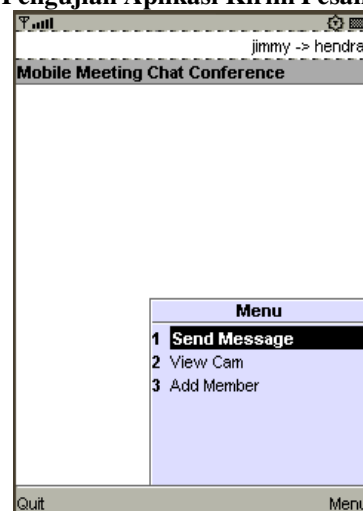 Pengujian Aplikasi Kirim Pesan
jimmy -> hendra
Mobile Meeting Chat Conference
Menu
1 Send Message
2 View Cam
3 Add Member
Quit Menu